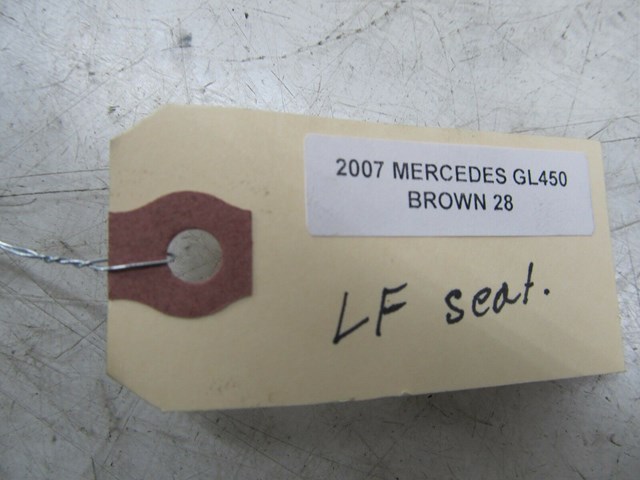 2007 MERCEDES GL450
BROWN 28
LF seat.